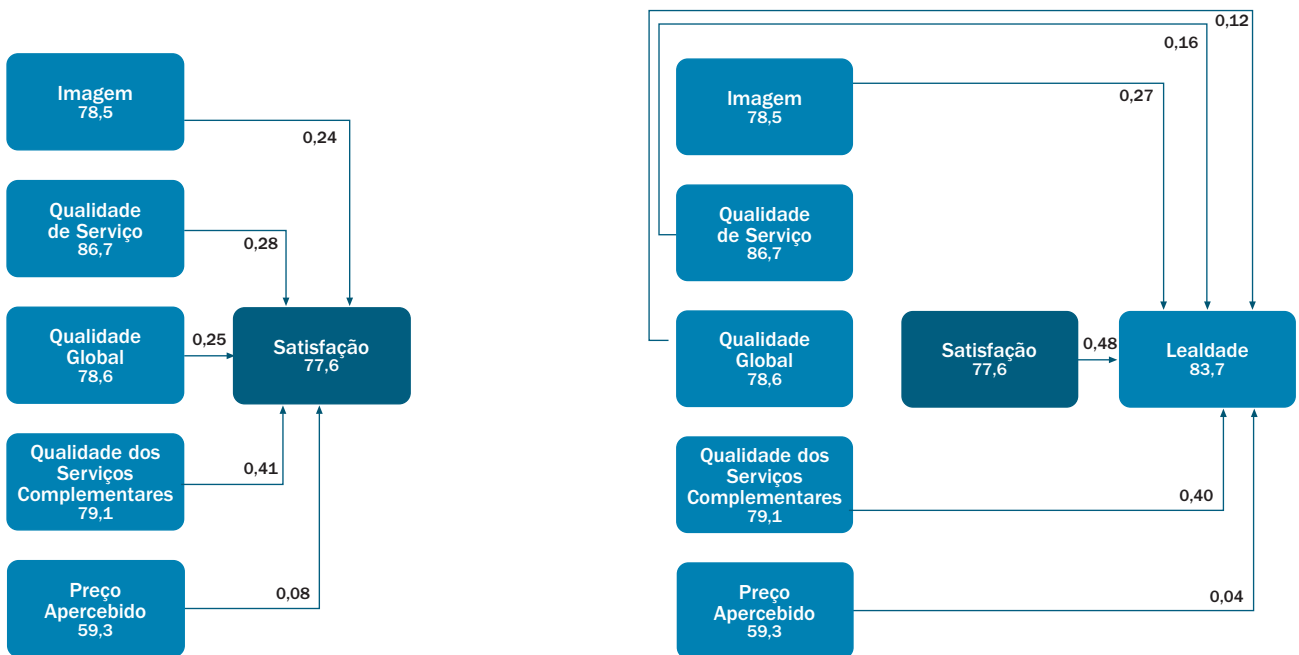 Imagem
78,5
0,24
Qualidade
de Serviço
86,7
0,28
Qualidade
Global
78,6
0,25
Satisfação
77,6
Qualidade dos
Serviços
Complementares
79,1
0,41
Preço
Apercebido
59,3
0,08
0,12
0,16
Imagem
78,5
0,27
Qualidade
de Serviço
86,7
Qualidade
Global
78,6
Satisfação
77,6
0,48
Lealdade
83,7
Qualidade dos
Serviços
Complementares
79,1
0,40
Preço
Apercebido
59,3
0,04